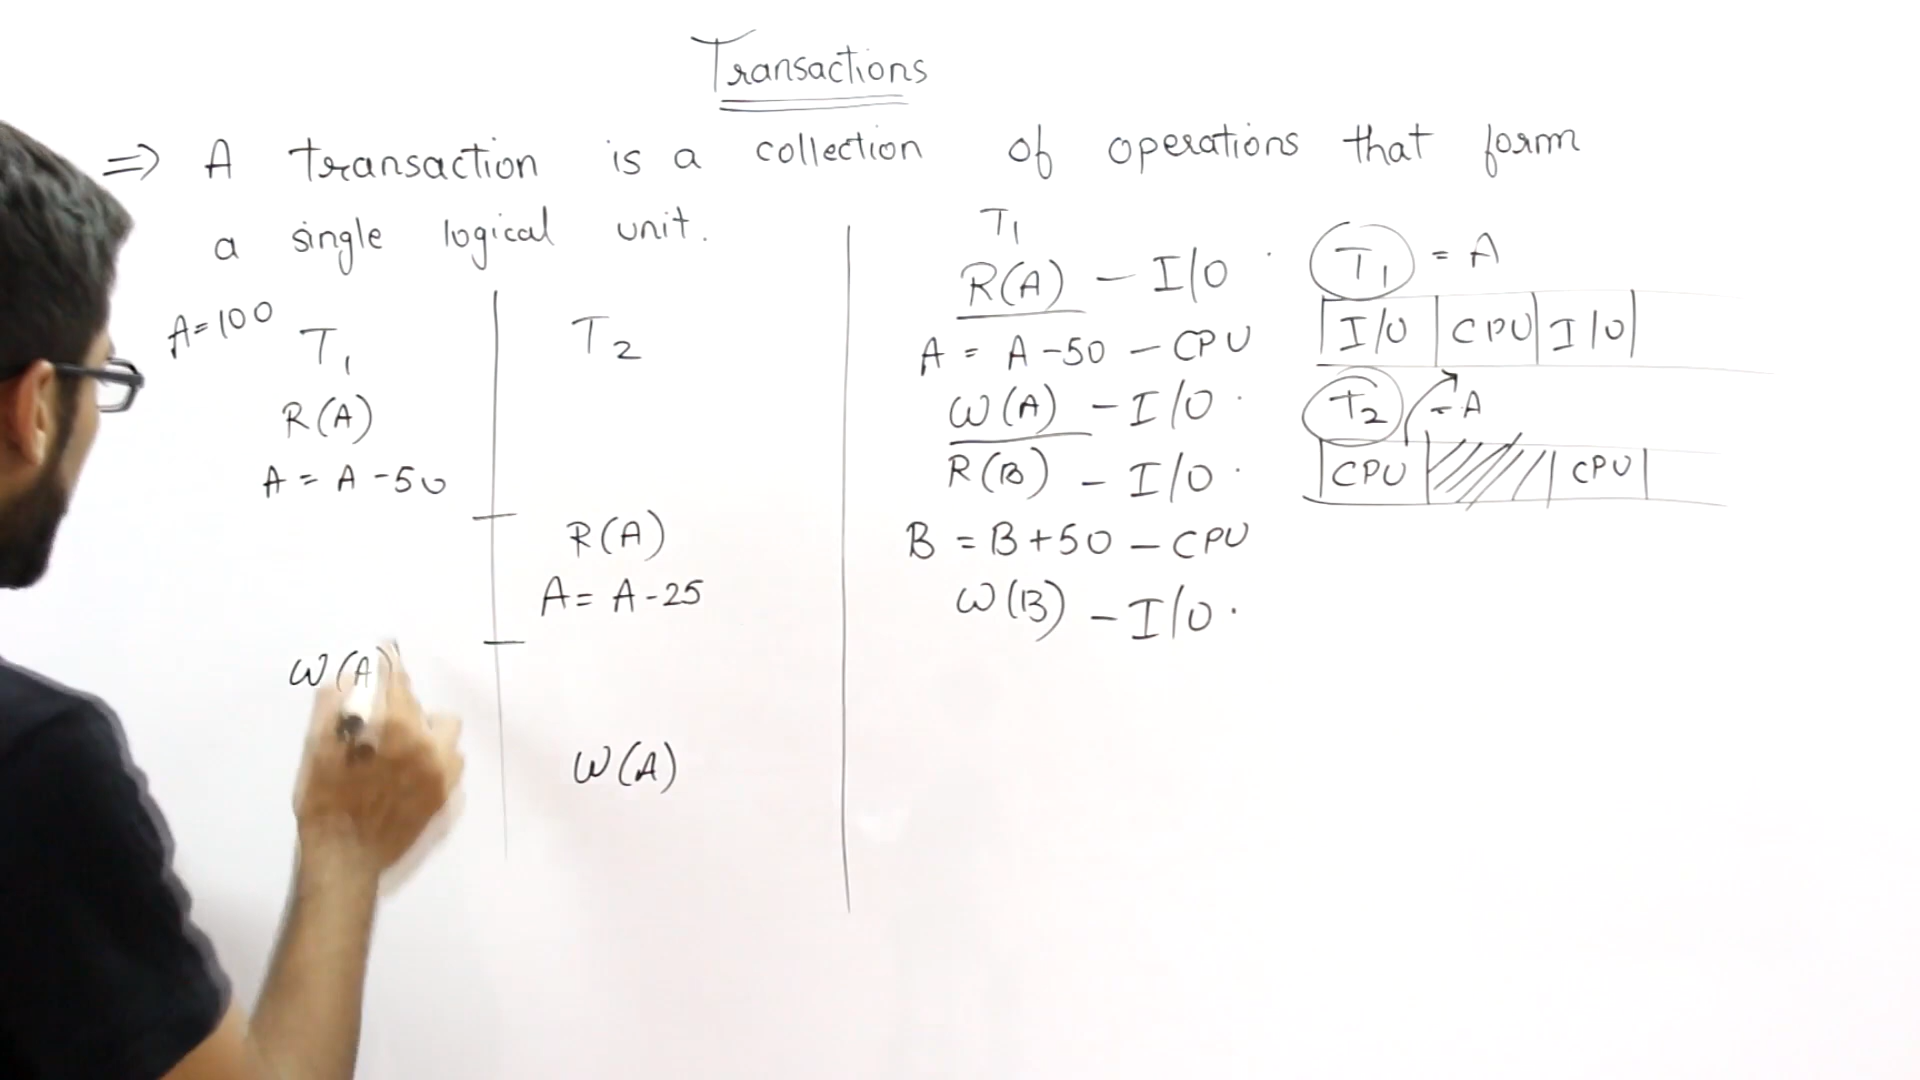 Transactions
=> A transaction is a collection of operations that form
a single logical unit.
A=100
T1
T2
R(A)
A = A -50
R(A)
A = A -25
W(A)
W(A)
T1
R(A) - I/O
A = A -50 - CPU
W(A) - I/O
R(B) - I/O
B = B+50 - CPU
W(B) - I/O
T1 = A
I/O CPU I/O
T2 - A
CPU CPU